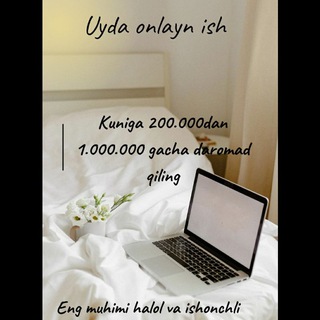 Uyda onlayn ish
Kuniga 200.000dan
1.000.000 gacha daromad
qiling
Eng muhimi halol va ishonchli